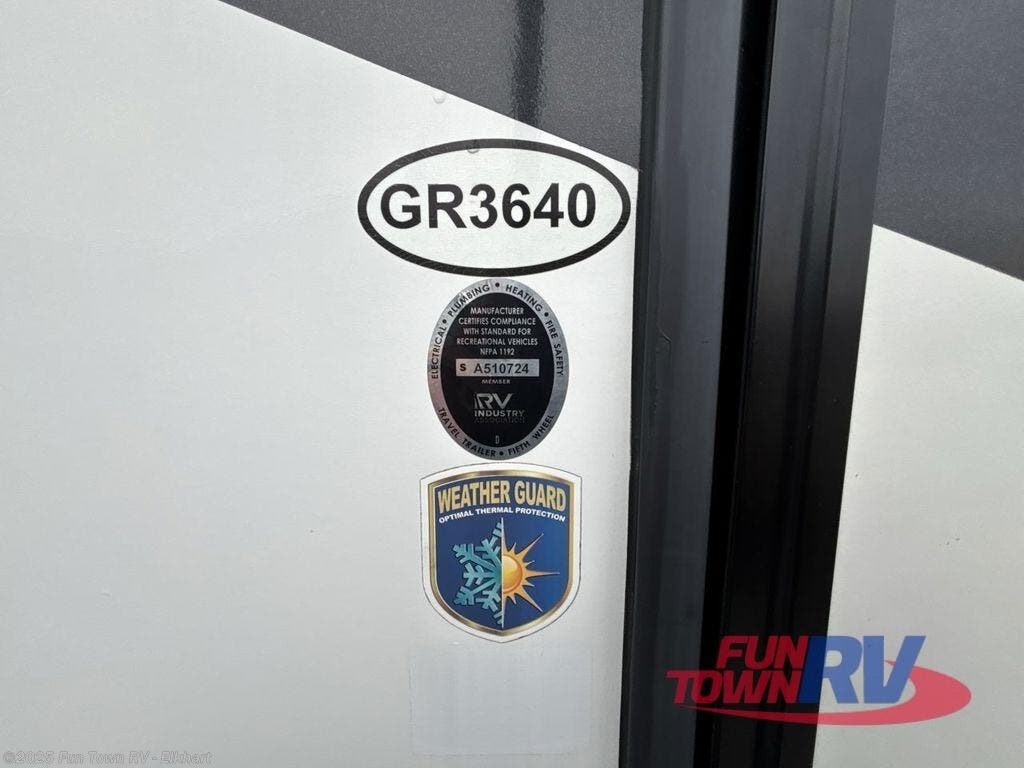 GR3640
ELECTRICAL • PLUMBING • HEATING • FIRE SAFETY
MANUFACTURER
CERTIFIES COMPLIANCE
WITH STANDARD FOR
RECREATIONAL VEHICLES
NFPA 1192
S A510724
MEMBER
RV
INDUSTRY
ASSOCIATION
D
TRAVEL TRAILER • FIFTH WHEEL
WEATHER GUARD
OPTIMAL THERMAL PROTECTION
FUN
TOWN RV
©2025 Fun Town RV - Elkhart